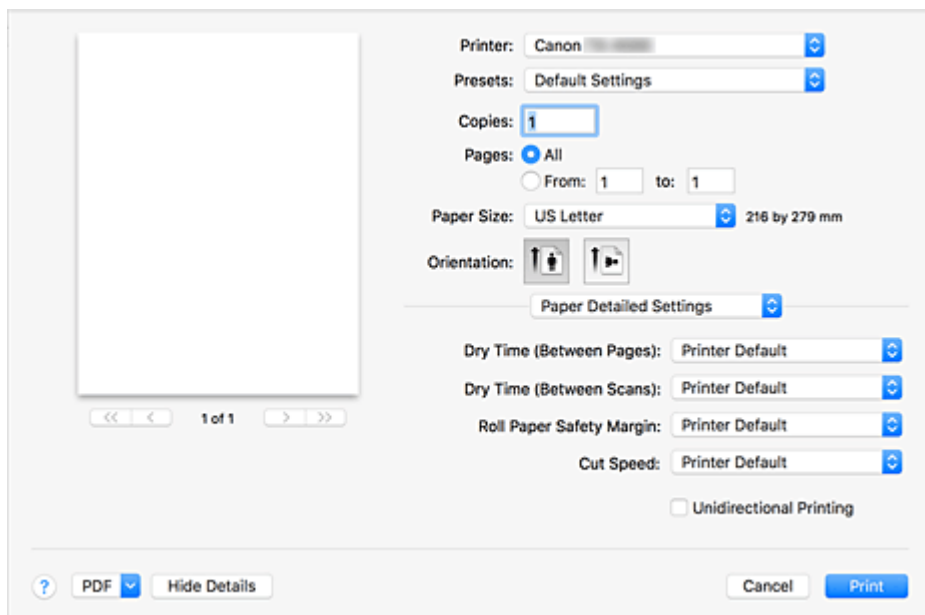 Printer: Canon
Presets: Default Settings
Copies: 1
Pages: All
From: 1 to: 1
Paper Size: US Letter 216 by 279 mm
Orientation:
Paper Detailed Settings
Dry Time (Between Pages): Printer Default
Dry Time (Between Scans): Printer Default
Roll Paper Safety Margin: Printer Default
Cut Speed: Printer Default
Unidirectional Printing
<< < 1 of 1 > >>
? PDF Hide Details Cancel Print